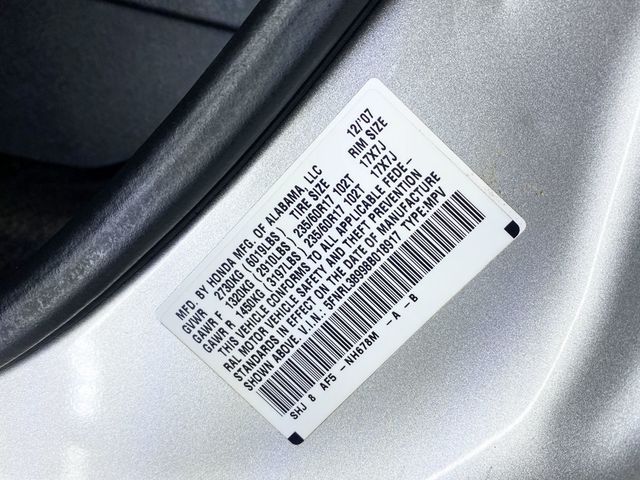 MFD. BY HONDA MFG. OF ALABAMA, LLC 12/'07
GVWR 2730KG (6019LBS) TIRE SIZE RIM SIZE
GAWR F 1320KG (2910LBS) 235/60R17 102T 17X7J
GAWR R 1450KG (3197LBS) 235/60R17 102T 17X7J
THIS VEHICLE CONFORMS TO ALL APPLICABLE FEDE-
RAL MOTOR VEHICLE SAFETY AND THEFT PREVENTION
STANDARDS IN EFFECT ON THE DATE OF MANUFACTURE
SHOWN ABOVE. V.I.N.: 5FNRL38998B018917 TYPE:MPV
SHJ 8 AF5 -NH678M -A -B